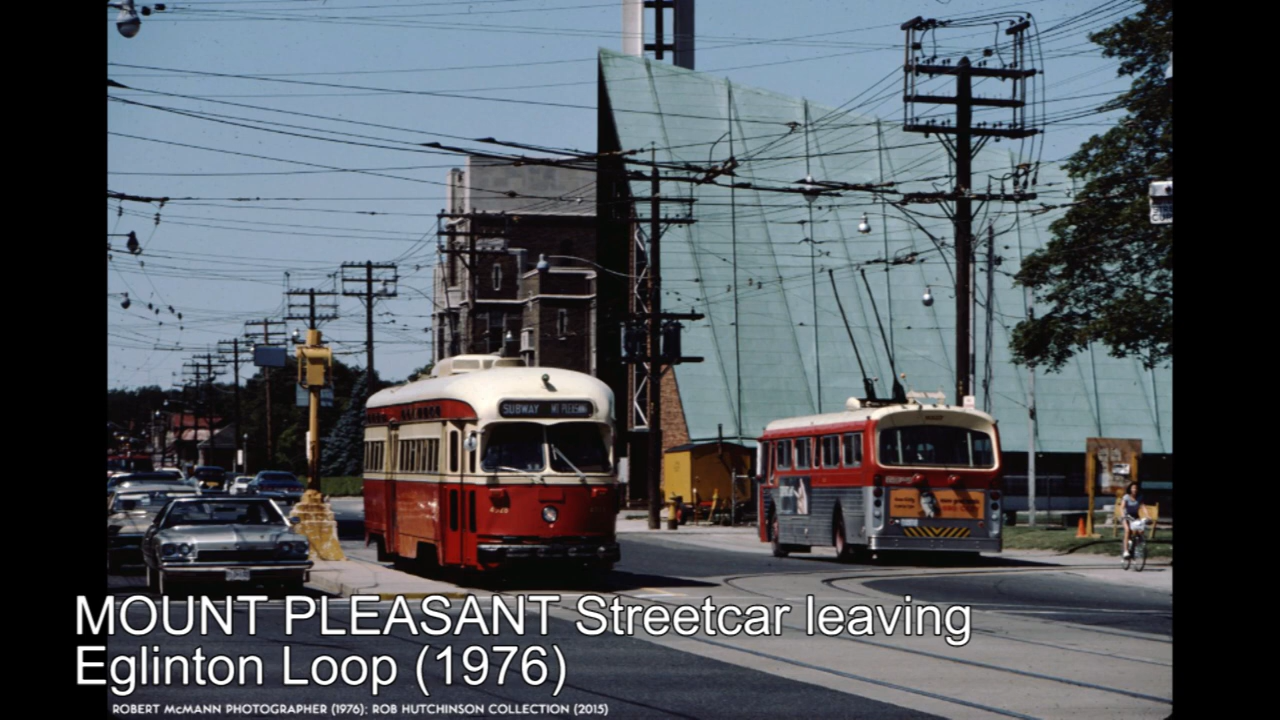 SUBWAY MT PLEASANT
MOUNT PLEASANT Streetcar leaving
Eglinton Loop (1976)
ROBERT McMANN PHOTOGRAPHER (1976); ROB HUTCHINSON COLLECTION (2015)